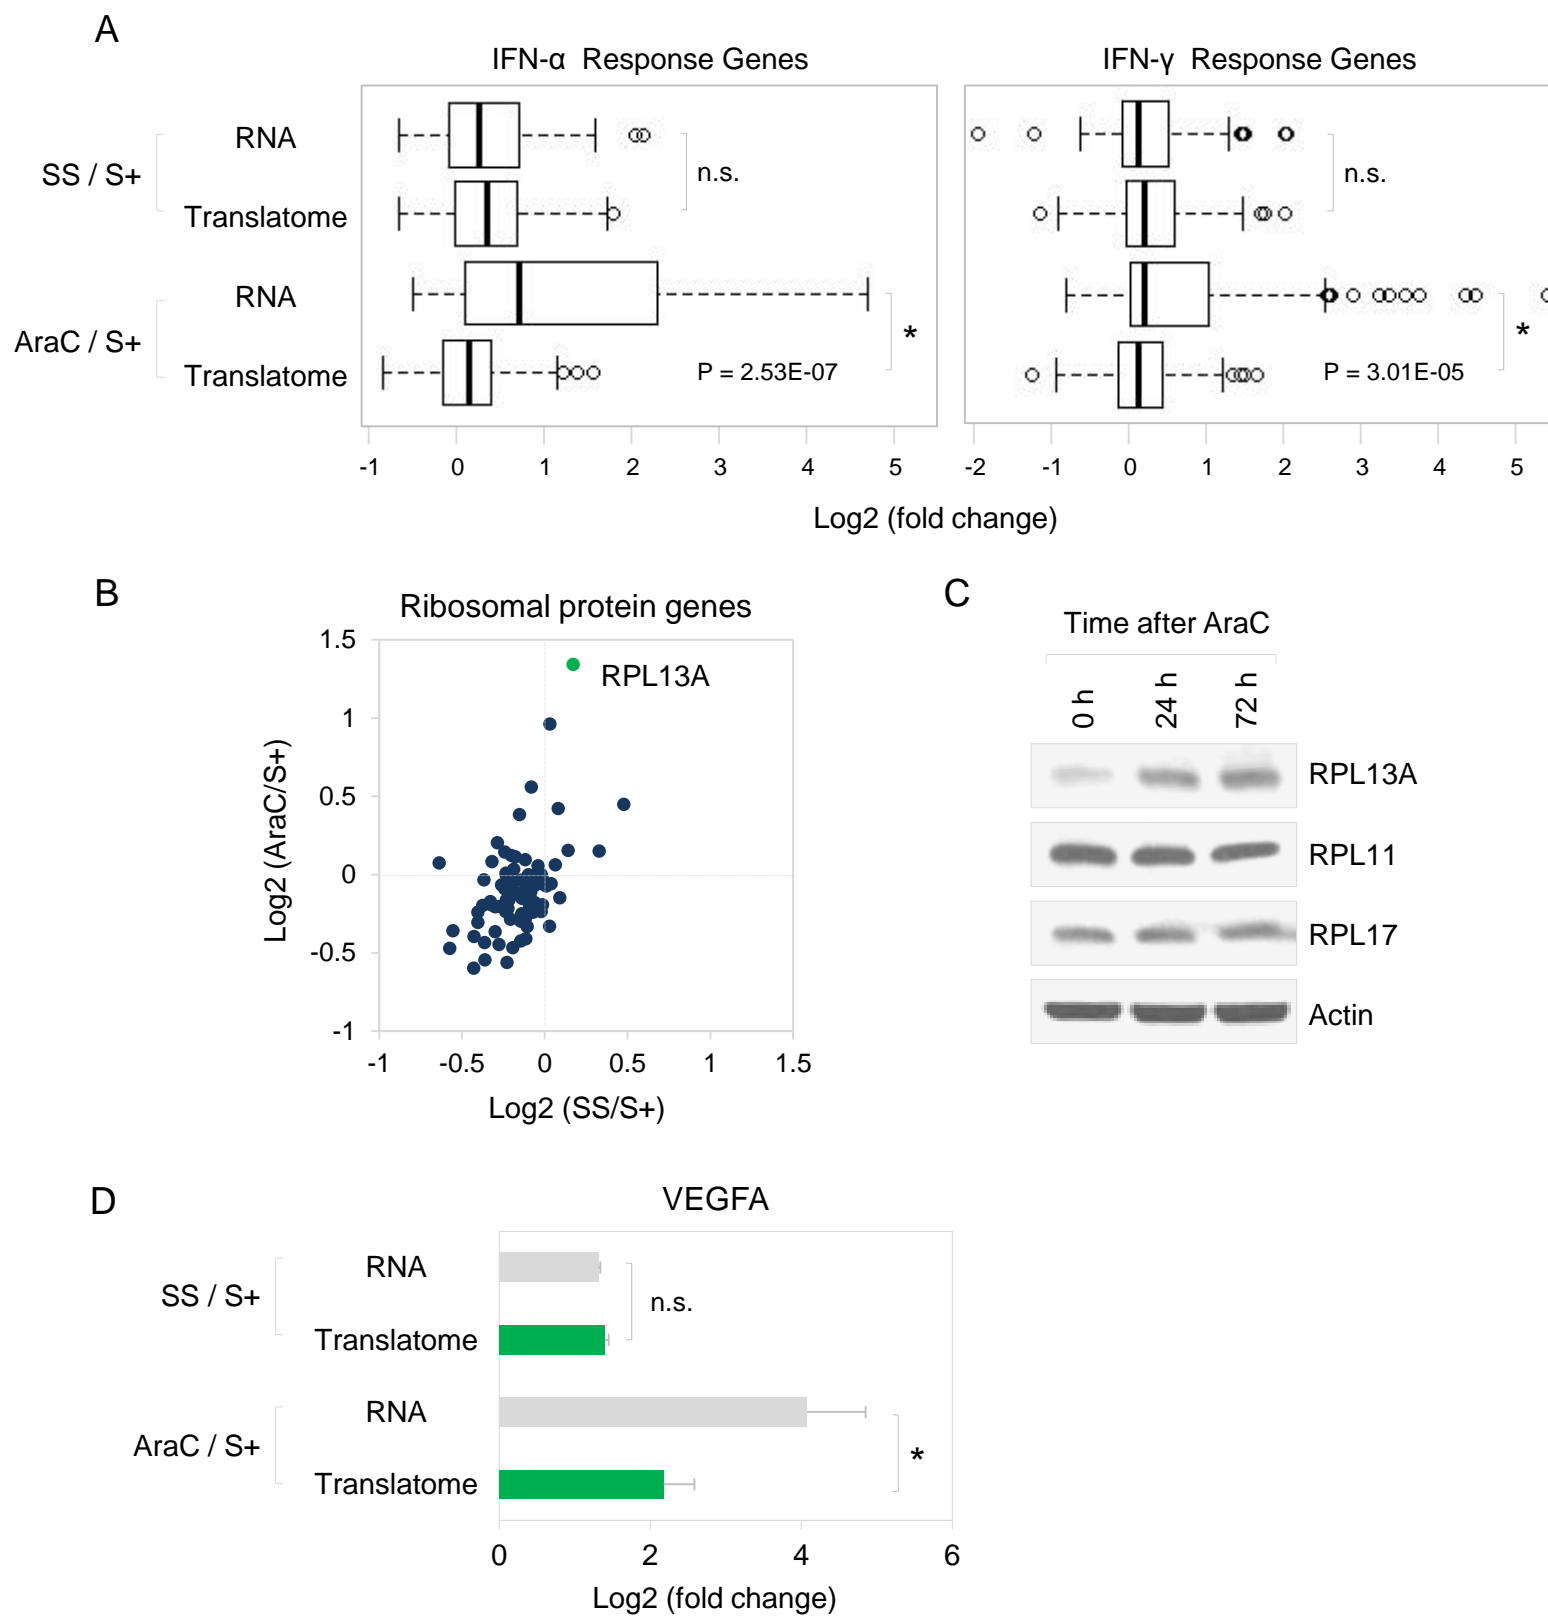 A
IFN-α Response Genes
IFN-γ Response Genes
SS / S+
RNA
Translatome
n.s.
n.s.
AraC / S+
RNA
Translatome
*
P = 2.53E-07
*
P = 3.01E-05
-1 0 1 2 3 4 5
-2 -1 0 1 2 3 4 5
Log2 (fold change)
B
Ribosomal protein genes
RPL13A
Log2 (AraC/S+)
1.5
1
0.5
0
-0.5
-1
-1 -0.5 0 0.5 1 1.5
Log2 (SS/S+)
C
Time after AraC
0 h
24 h
72 h
RPL13A
RPL11
RPL17
Actin
D
VEGFA
SS / S+
RNA
Translatome
n.s.
AraC / S+
RNA
Translatome
*
0 2 4 6
Log2 (fold change)